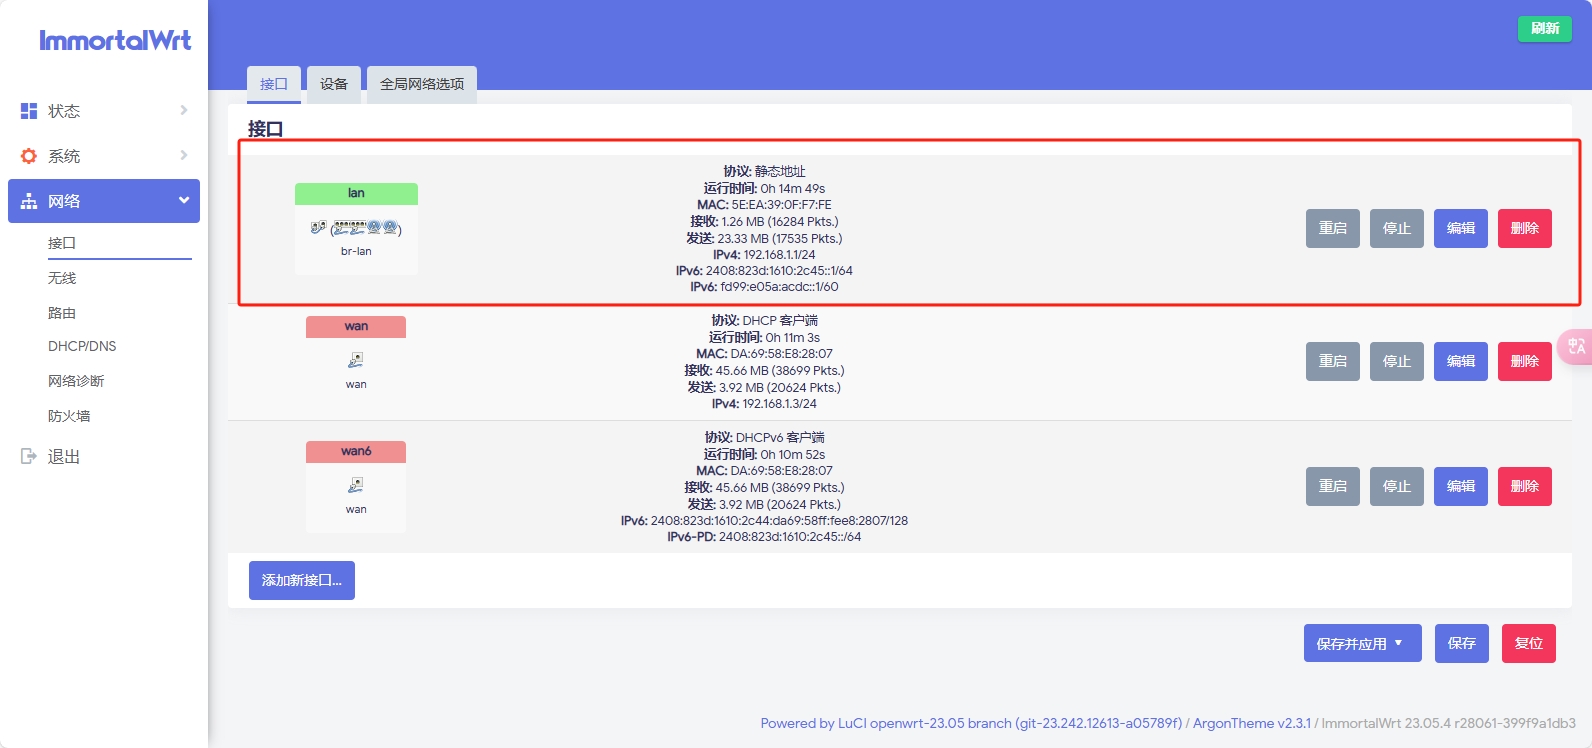 ImmortalWrt
状态
系统
网络
接口
无线
路由
DHCP/DNS
网络诊断
防火墙
退出
刷新
接口 设备 全局网络选项
接口
lan
br-lan
协议: 静态地址
运行时间: 0h 14m 49s
MAC: 5E:EA:39:0F:F7:FE
接收: 1.26 MB (16284 Pkts.)
发送: 23.33 MB (17535 Pkts.)
IPv4: 192.168.1.1/24
IPv6: 2408:823d:1610:2c45::1/64
IPv6: fd99:e05a:acdc::1/60
重启 停止 编辑 删除
wan
wan
协议: DHCP 客户端
运行时间: 0h 11m 3s
MAC: DA:69:58:E8:28:07
接收: 45.66 MB (38699 Pkts.)
发送: 3.92 MB (20624 Pkts.)
IPv4: 192.168.1.3/24
重启 停止 编辑 删除
wan6
wan
协议: DHCPv6 客户端
运行时间: 0h 10m 52s
MAC: DA:69:58:E8:28:07
接收: 45.66 MB (38699 Pkts.)
发送: 3.92 MB (20624 Pkts.)
IPv6: 2408:823d:1610:2c44:da69:58ff:fee8:2807/128
IPv6-PD: 2408:823d:1610:2c45::/64
重启 停止 编辑 删除
添加新接口...
保存并应用 保存 复位
Powered by LuCI openwrt-23.05 branch (git-23.242.12613-a05789f) / ArgonTheme v2.3.1 / ImmortalWrt 23.05.4 r28061-399f9a1db3
中 A